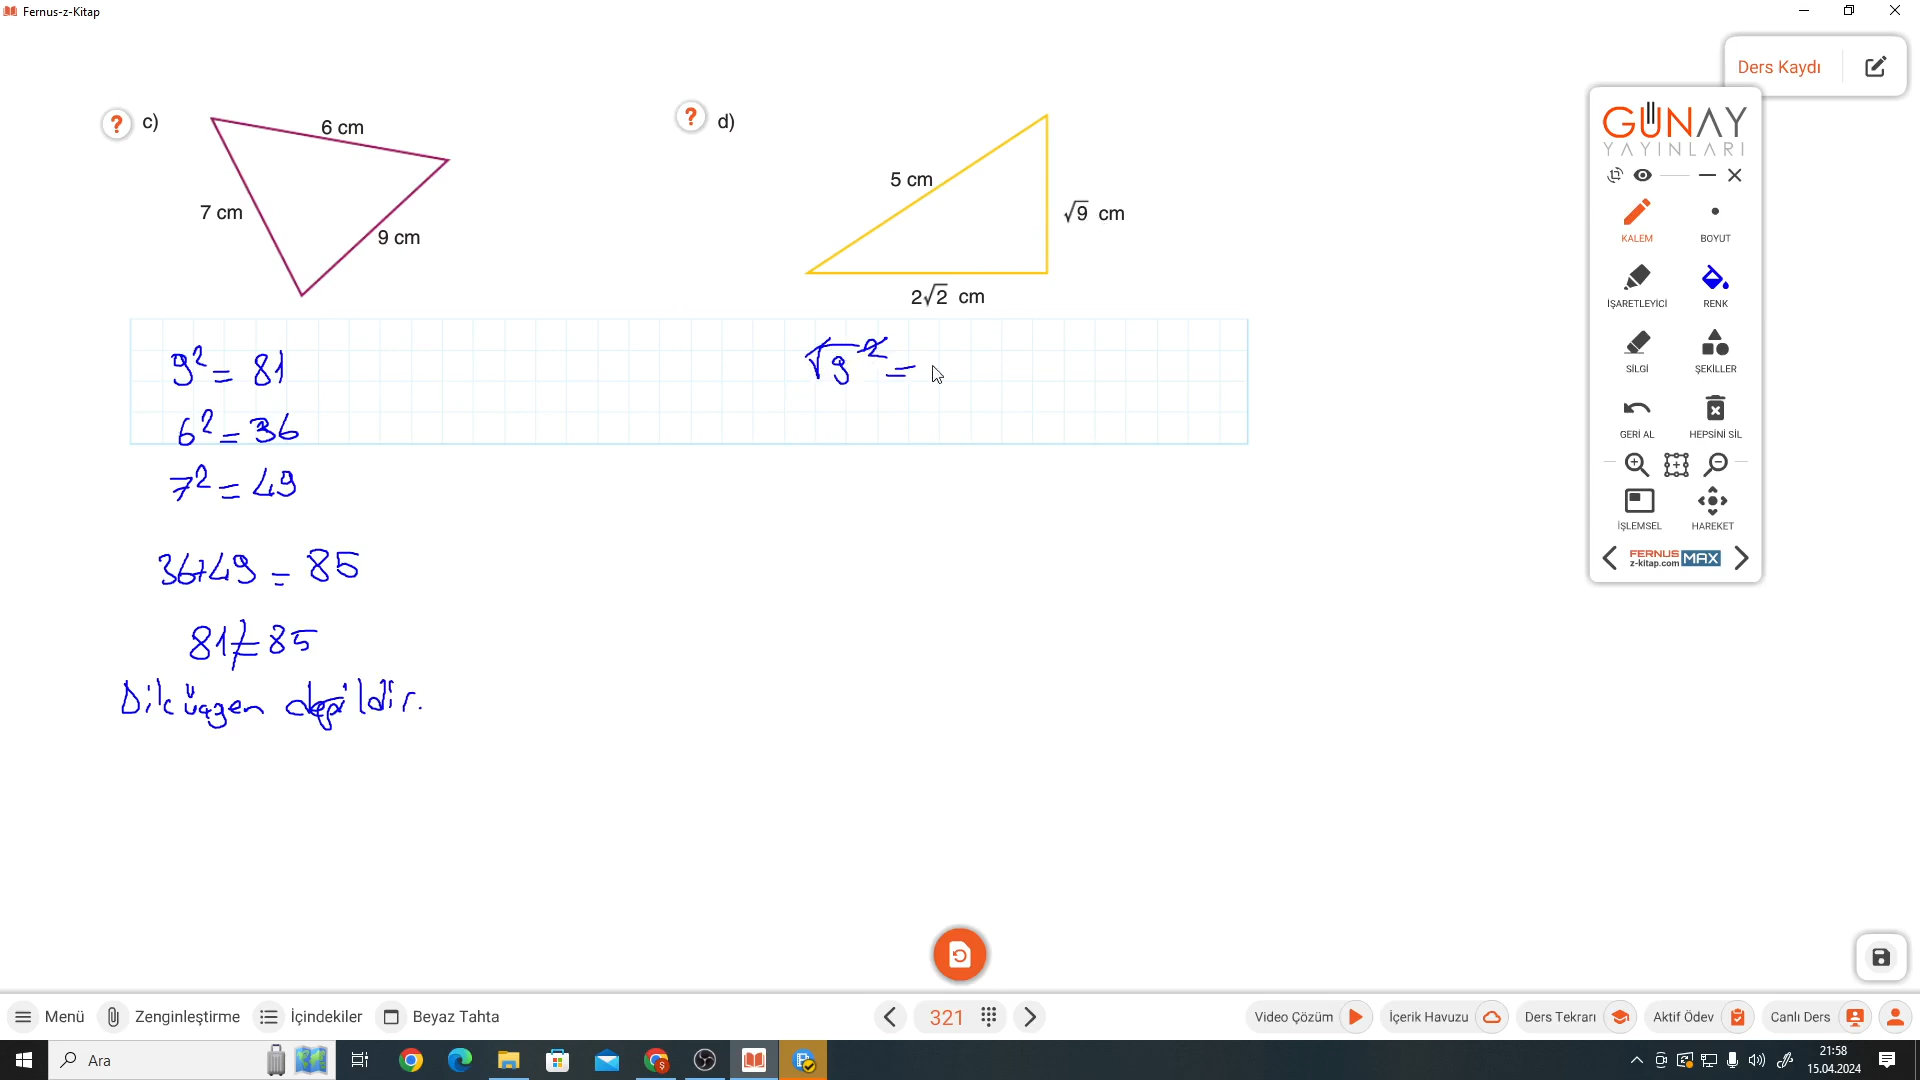 Fernus-z-Kitap
Ders Kaydı
c)
6 cm
7 cm
9 cm
d)
5 cm
√9 cm
2√2 cm
9² = 81
6² = 36
7² = 49
36+49 = 85
81 ≠ 85
Dik üçgen değildir.
√9² =
GÜNAY
YAYINLARI
KALEM
BOYUT
İŞARETLEYİCİ
RENK
SİLGİ
ŞEKİLLER
GERİ AL
HEPSİNİ SİL
İŞLEMSEL
HAREKET
FERNUS
z-kitap.com MAX
Menü
Zenginleştirme
İçindekiler
Beyaz Tahta
321
Video Çözüm
İçerik Havuzu
Ders Tekrarı
Aktif Ödev
Canlı Ders
Ara
21:58
15.04.2024